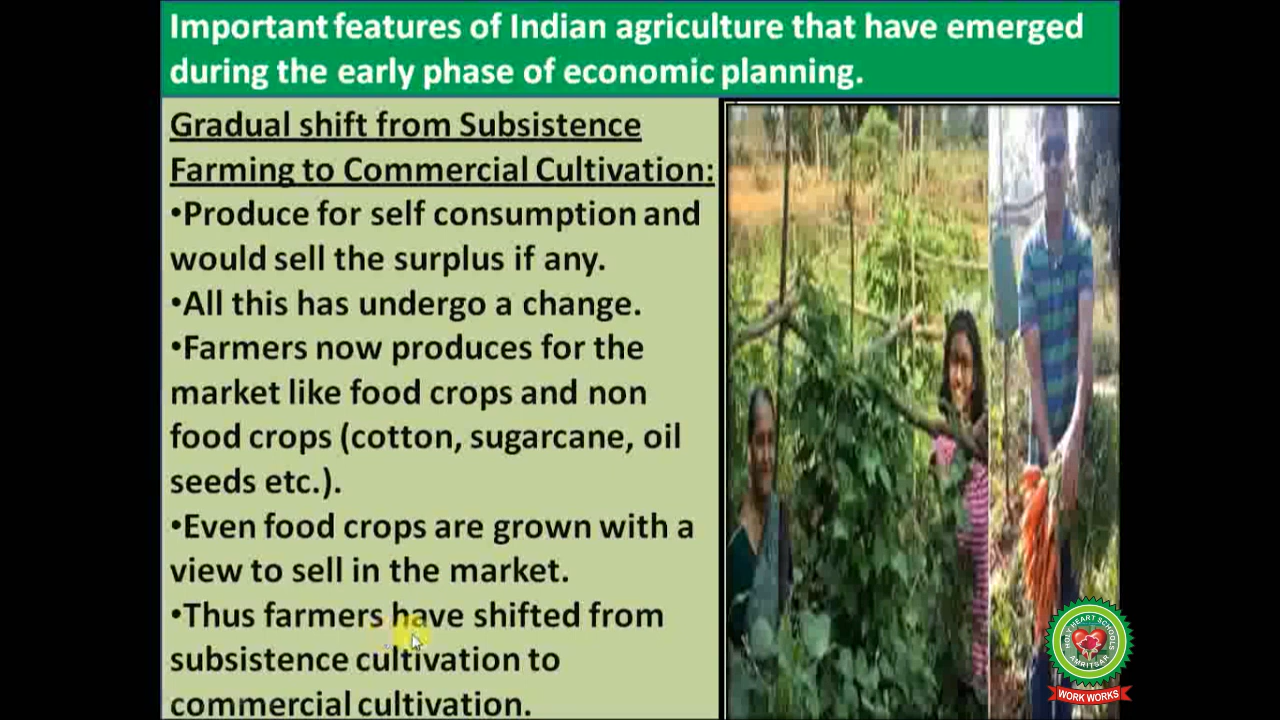 Important features of Indian agriculture that have emerged
during the early phase of economic planning.
Gradual shift from Subsistence
Farming to Commercial Cultivation:
•Produce for self consumption and
would sell the surplus if any.
•All this has undergo a change.
•Farmers now produces for the
market like food crops and non
food crops (cotton, sugarcane, oil
seeds etc.).
•Even food crops are grown with a
view to sell in the market.
•Thus farmers have shifted from
subsistence cultivation to
commercial cultivation.
HOLY HEART SCHOOLS
AMRITSAR
WORK WORKS